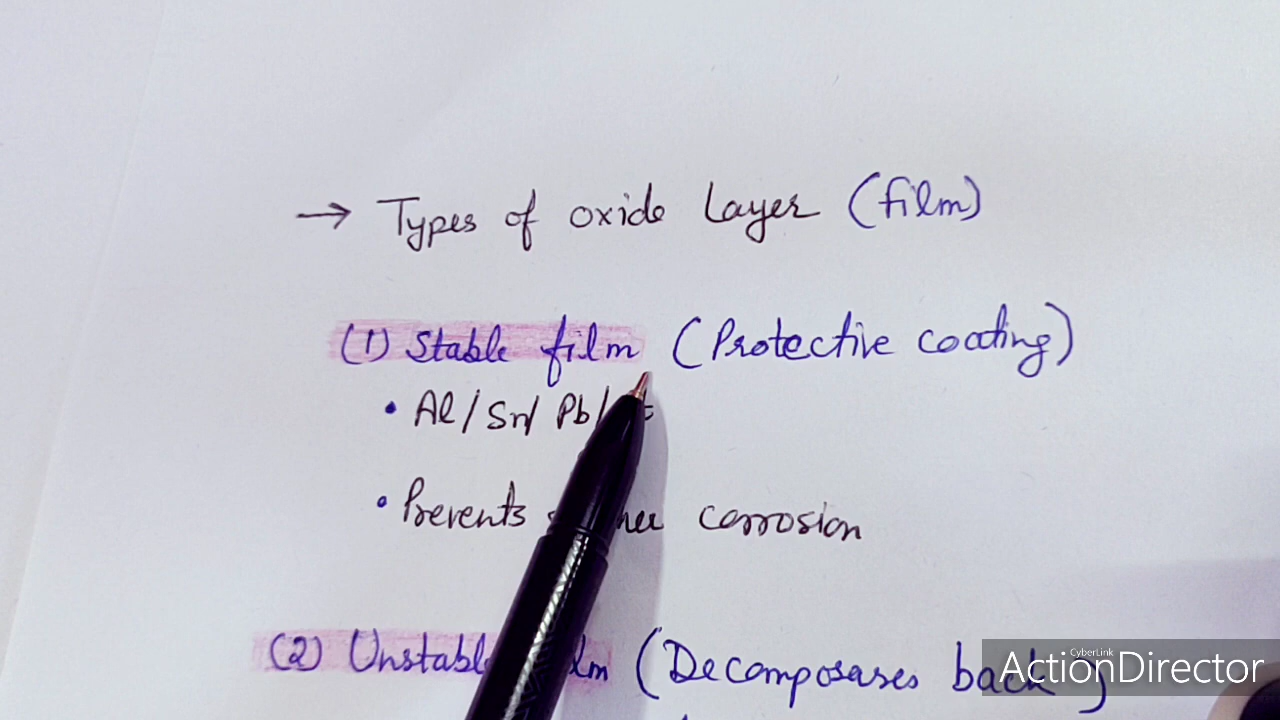 → Types of oxide Layer (film)
(1) Stable film (Protective coating)
• Al / Sn / Pb /
• Prevents corrosion
(2) Unstable film (Decomposases back
CyberLink
ActionDirector